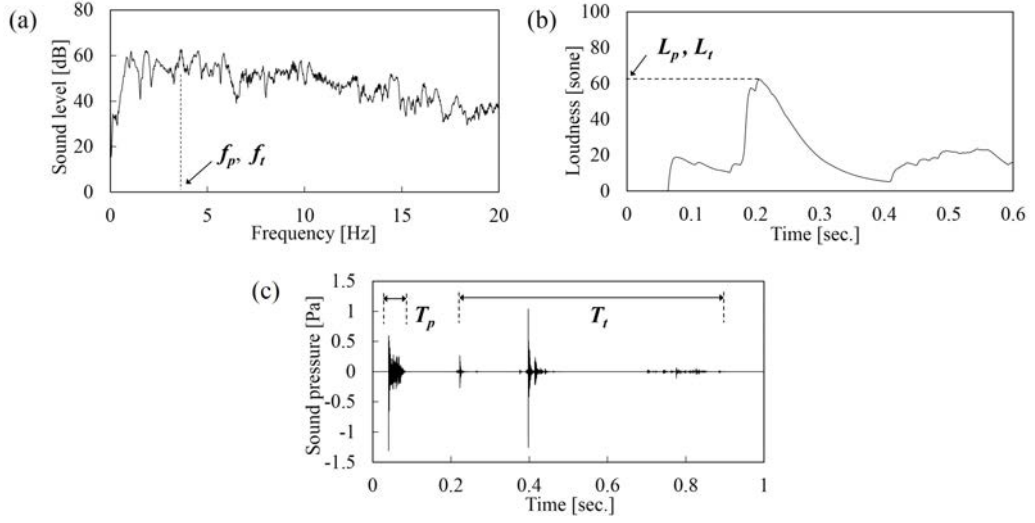 (a)
80
60
40
20
0
Sound level [dB]
f_p, f_t
0 5 10 15 20
Frequency [Hz]
(b)
100
80
60
40
20
0
Loudness [sone]
L_p, L_t
0 0.1 0.2 0.3 0.4 0.5 0.6
Time [sec.]
(c)
1.5
1
0.5
0
-0.5
-1
-1.5
Sound pressure [Pa]
T_p T_t
0 0.2 0.4 0.6 0.8 1
Time [sec.]